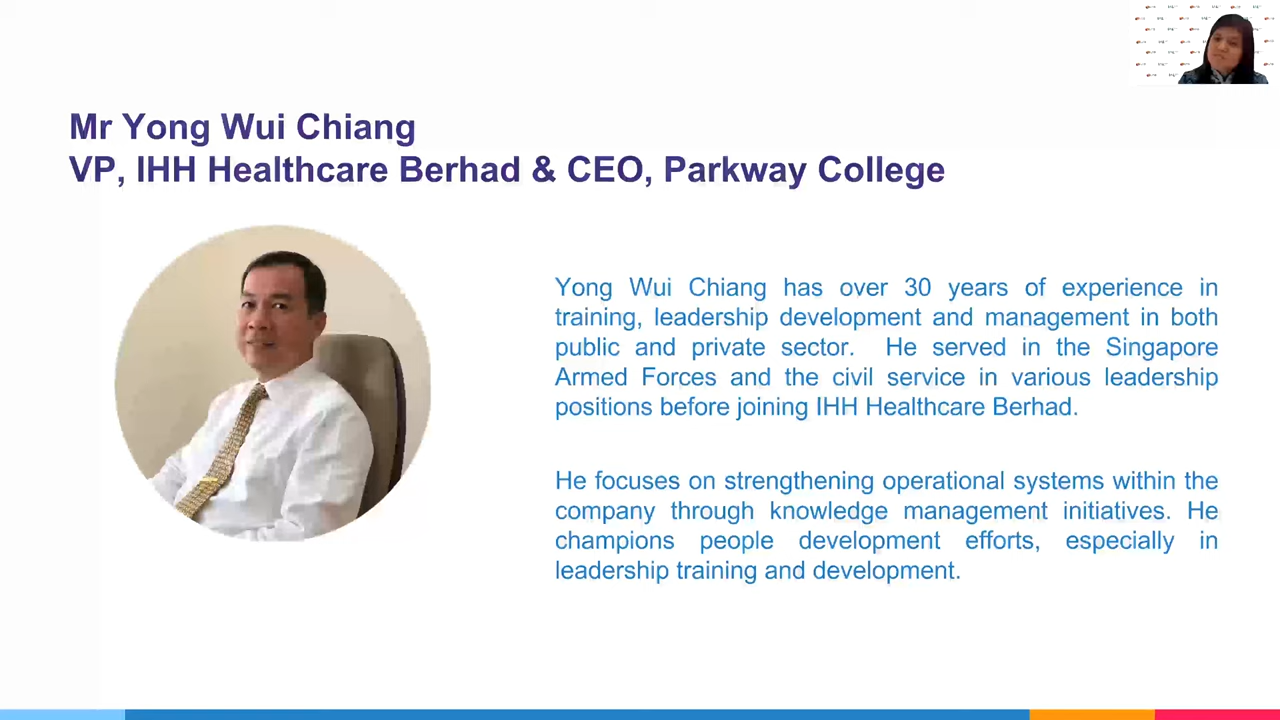 Mr Yong Wui Chiang
VP, IHH Healthcare Berhad & CEO, Parkway College
Yong Wui Chiang has over 30 years of experience in
training, leadership development and management in both
public and private sector. He served in the Singapore
Armed Forces and the civil service in various leadership
positions before joining IHH Healthcare Berhad.
He focuses on strengthening operational systems within the
company through knowledge management initiatives. He
champions people development efforts, especially in
leadership training and development.